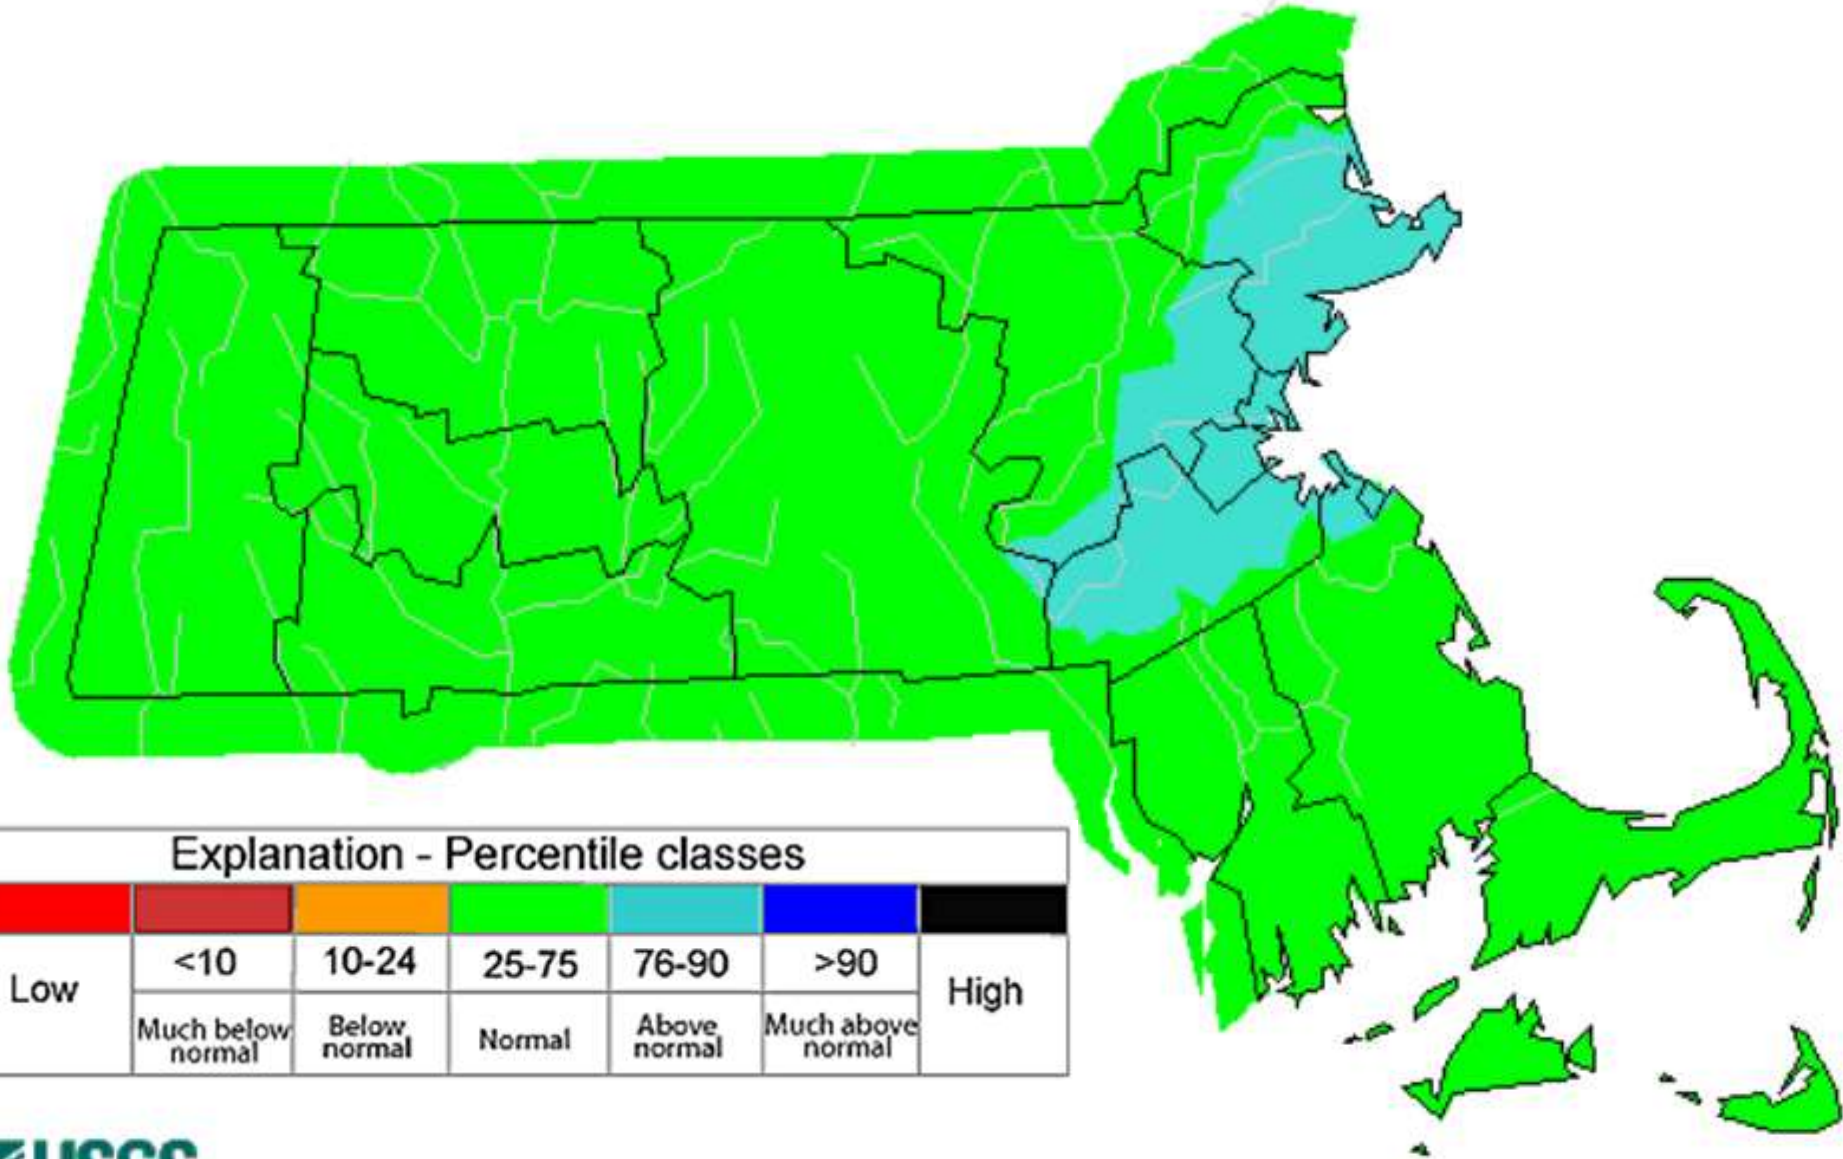 Explanation - Percentile classes
Low
<10
10-24
25-75
76-90
>90
High
Much below
normal
Below
normal
Normal
Above
normal
Much above
normal
USGS